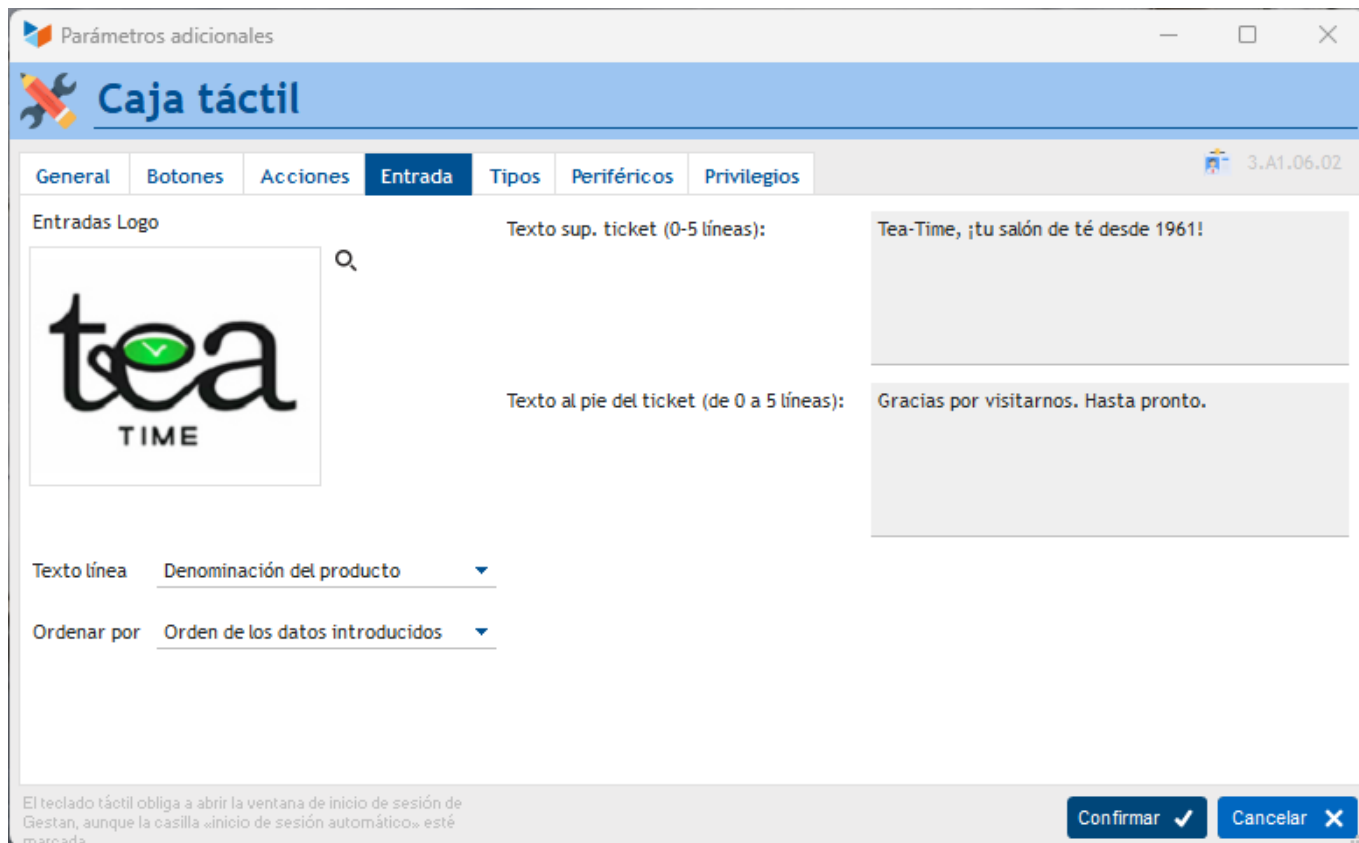 Parámetros adicionales
Caja táctil
General Botones Acciones Entrada Tipos Periféricos Privilegios
3.A1.06.02
Entradas Logo
tea
TIME
Texto sup. ticket (0-5 líneas):
Tea-Time, ¡tu salón de té desde 1961!
Texto al pie del ticket (de 0 a 5 líneas):
Gracias por visitarnos. Hasta pronto.
Texto línea Denominación del producto
Ordenar por Orden de los datos introducidos
El teclado táctil obliga a abrir la ventana de inicio de sesión de
Gestan, aunque la casilla «inicio de sesión automático» esté
marcada
Confirmar
Cancelar